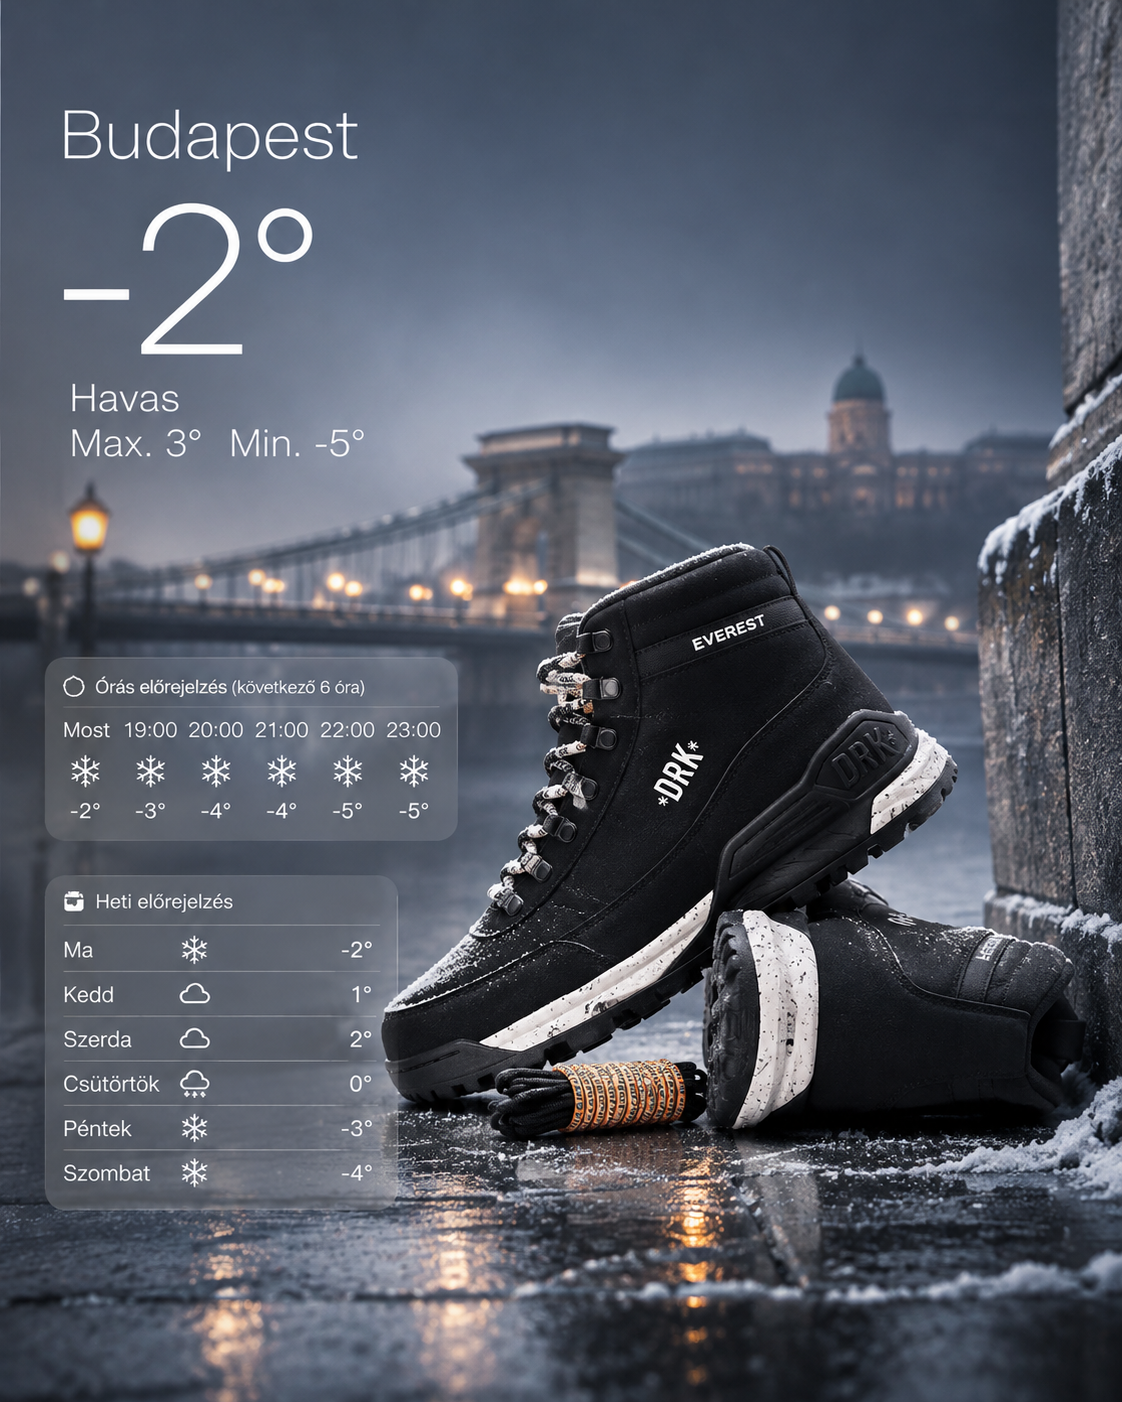 Budapest
-2°
Havas
Max. 3° Min. -5°
EVEREST
*DRK*
DRK*
Órás előrejelzés (következő 6 óra)
Most 19:00 20:00 21:00 22:00 23:00
-2° -3° -4° -4° -5° -5°
Heti előrejelzés
Ma -2°
Kedd 1°
Szerda 2°
Csütörtök 0°
Péntek -3°
Szombat -4°